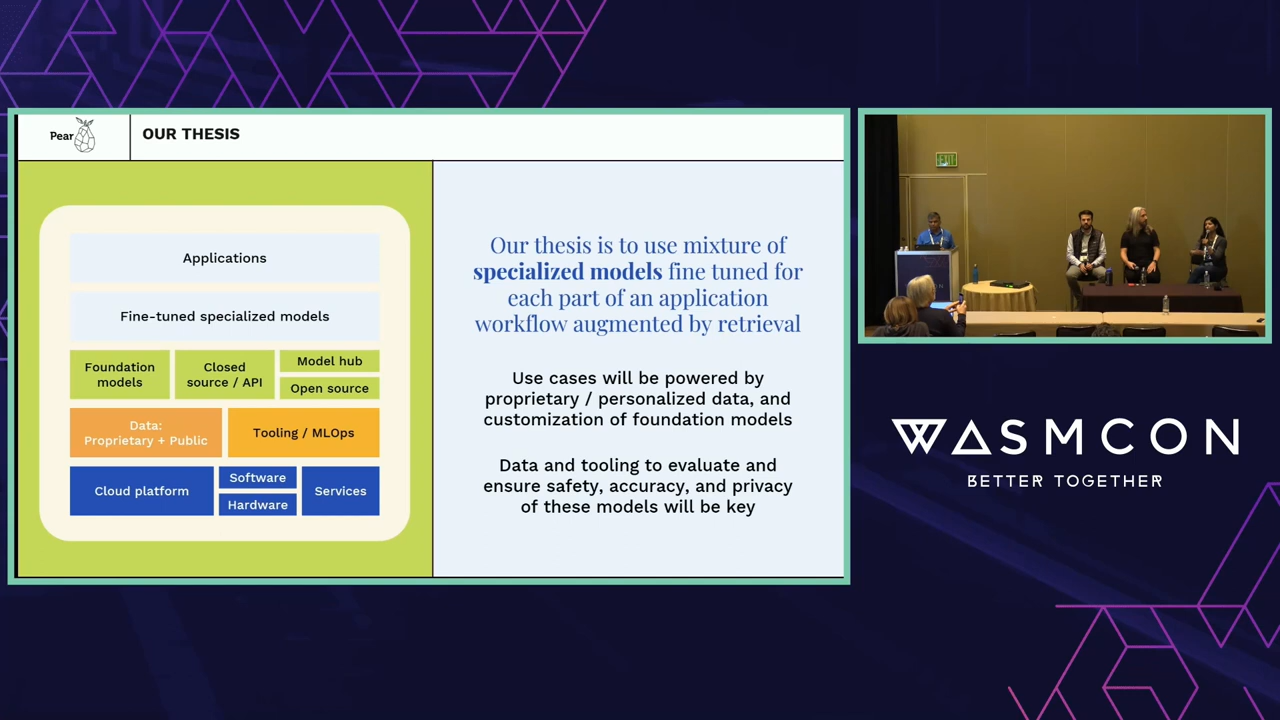 Pear
OUR THESIS
Applications
Fine-tuned specialized models
Foundation
models
Closed
source / API
Model hub
Open source
Data:
Proprietary + Public
Tooling / MLOps
Cloud platform
Software
Hardware
Services
Our thesis is to use mixture of
specialized models fine tuned for
each part of an application
workflow augmented by retrieval
Use cases will be powered by
proprietary / personalized data, and
customization of foundation models
Data and tooling to evaluate and
ensure safety, accuracy, and privacy
of these models will be key
EXIT
WASMCON
BETTER TOGETHER